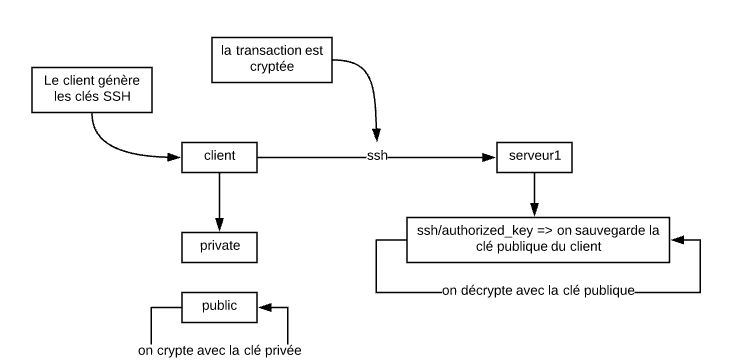 la transaction est
cryptée
Le client génère
les clés SSH
client
ssh
serveur1
ssh/authorized_key => on sauvegarde la
clé publique du client
private
on décrypte avec la clé publique
public
on crypte avec la clé privée